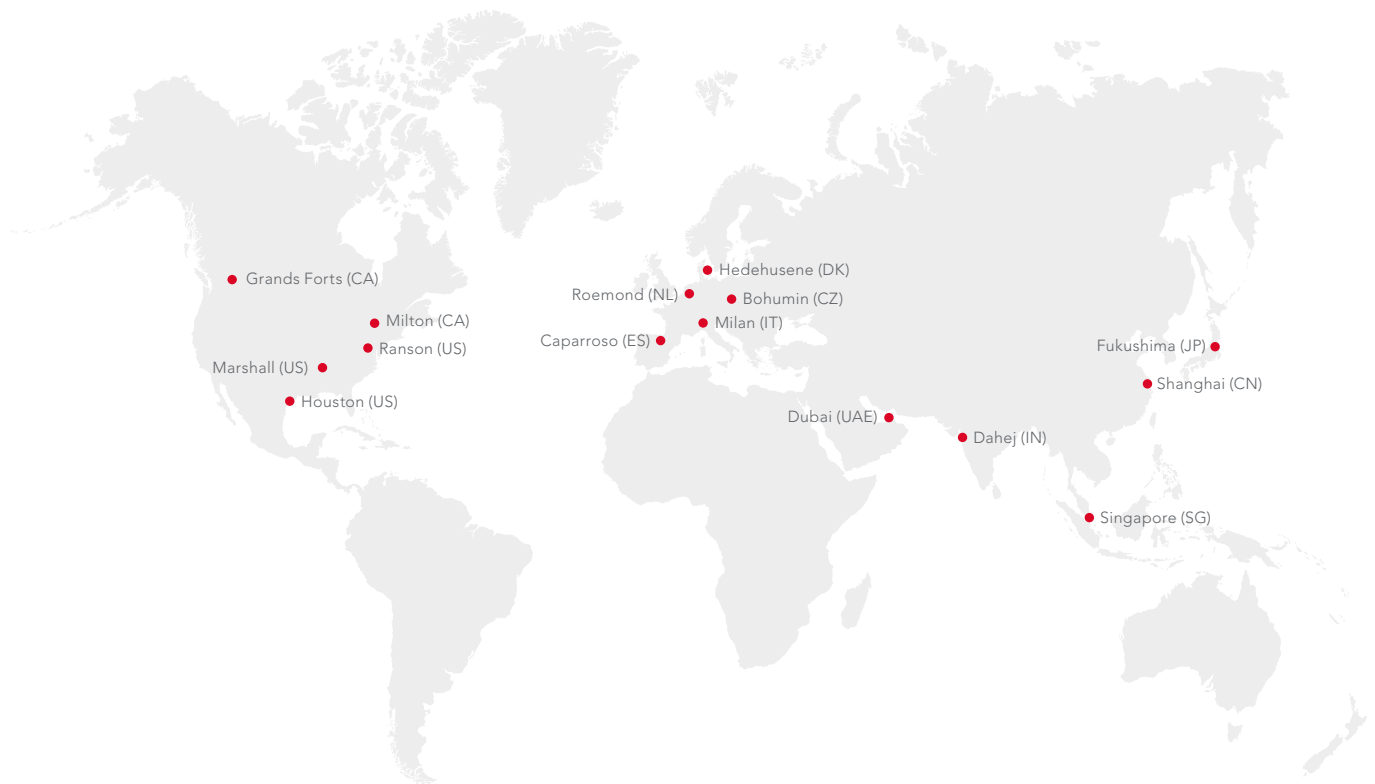 Hedehusene (DK)
Grands Forts (CA)
Roemond (NL)
Bohumin (CZ)
Milton (CA)
Milan (IT)
Caparroso (ES)
Ranson (US)
Fukushima (JP)
Marshall (US)
Shanghai (CN)
Houston (US)
Dubai (UAE)
Dahej (IN)
Singapore (SG)